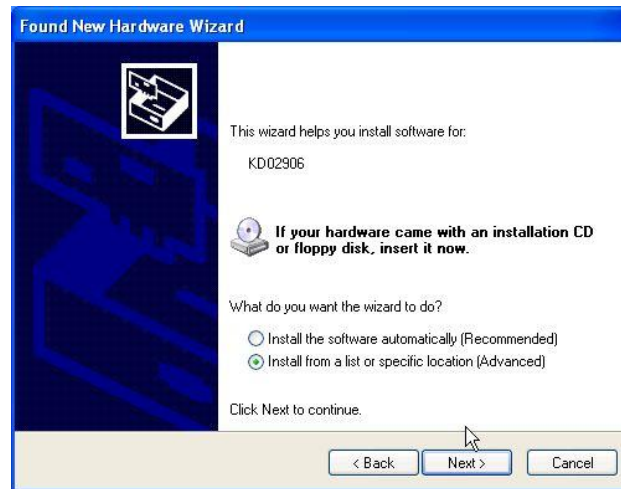 Found New Hardware Wizard
This wizard helps you install software for:
KD02906
If your hardware came with an installation CD
or floppy disk, insert it now.
What do you want the wizard to do?
Install the software automatically (Recommended)
Install from a list or specific location (Advanced)
Click Next to continue.
< Back
Next >
Cancel